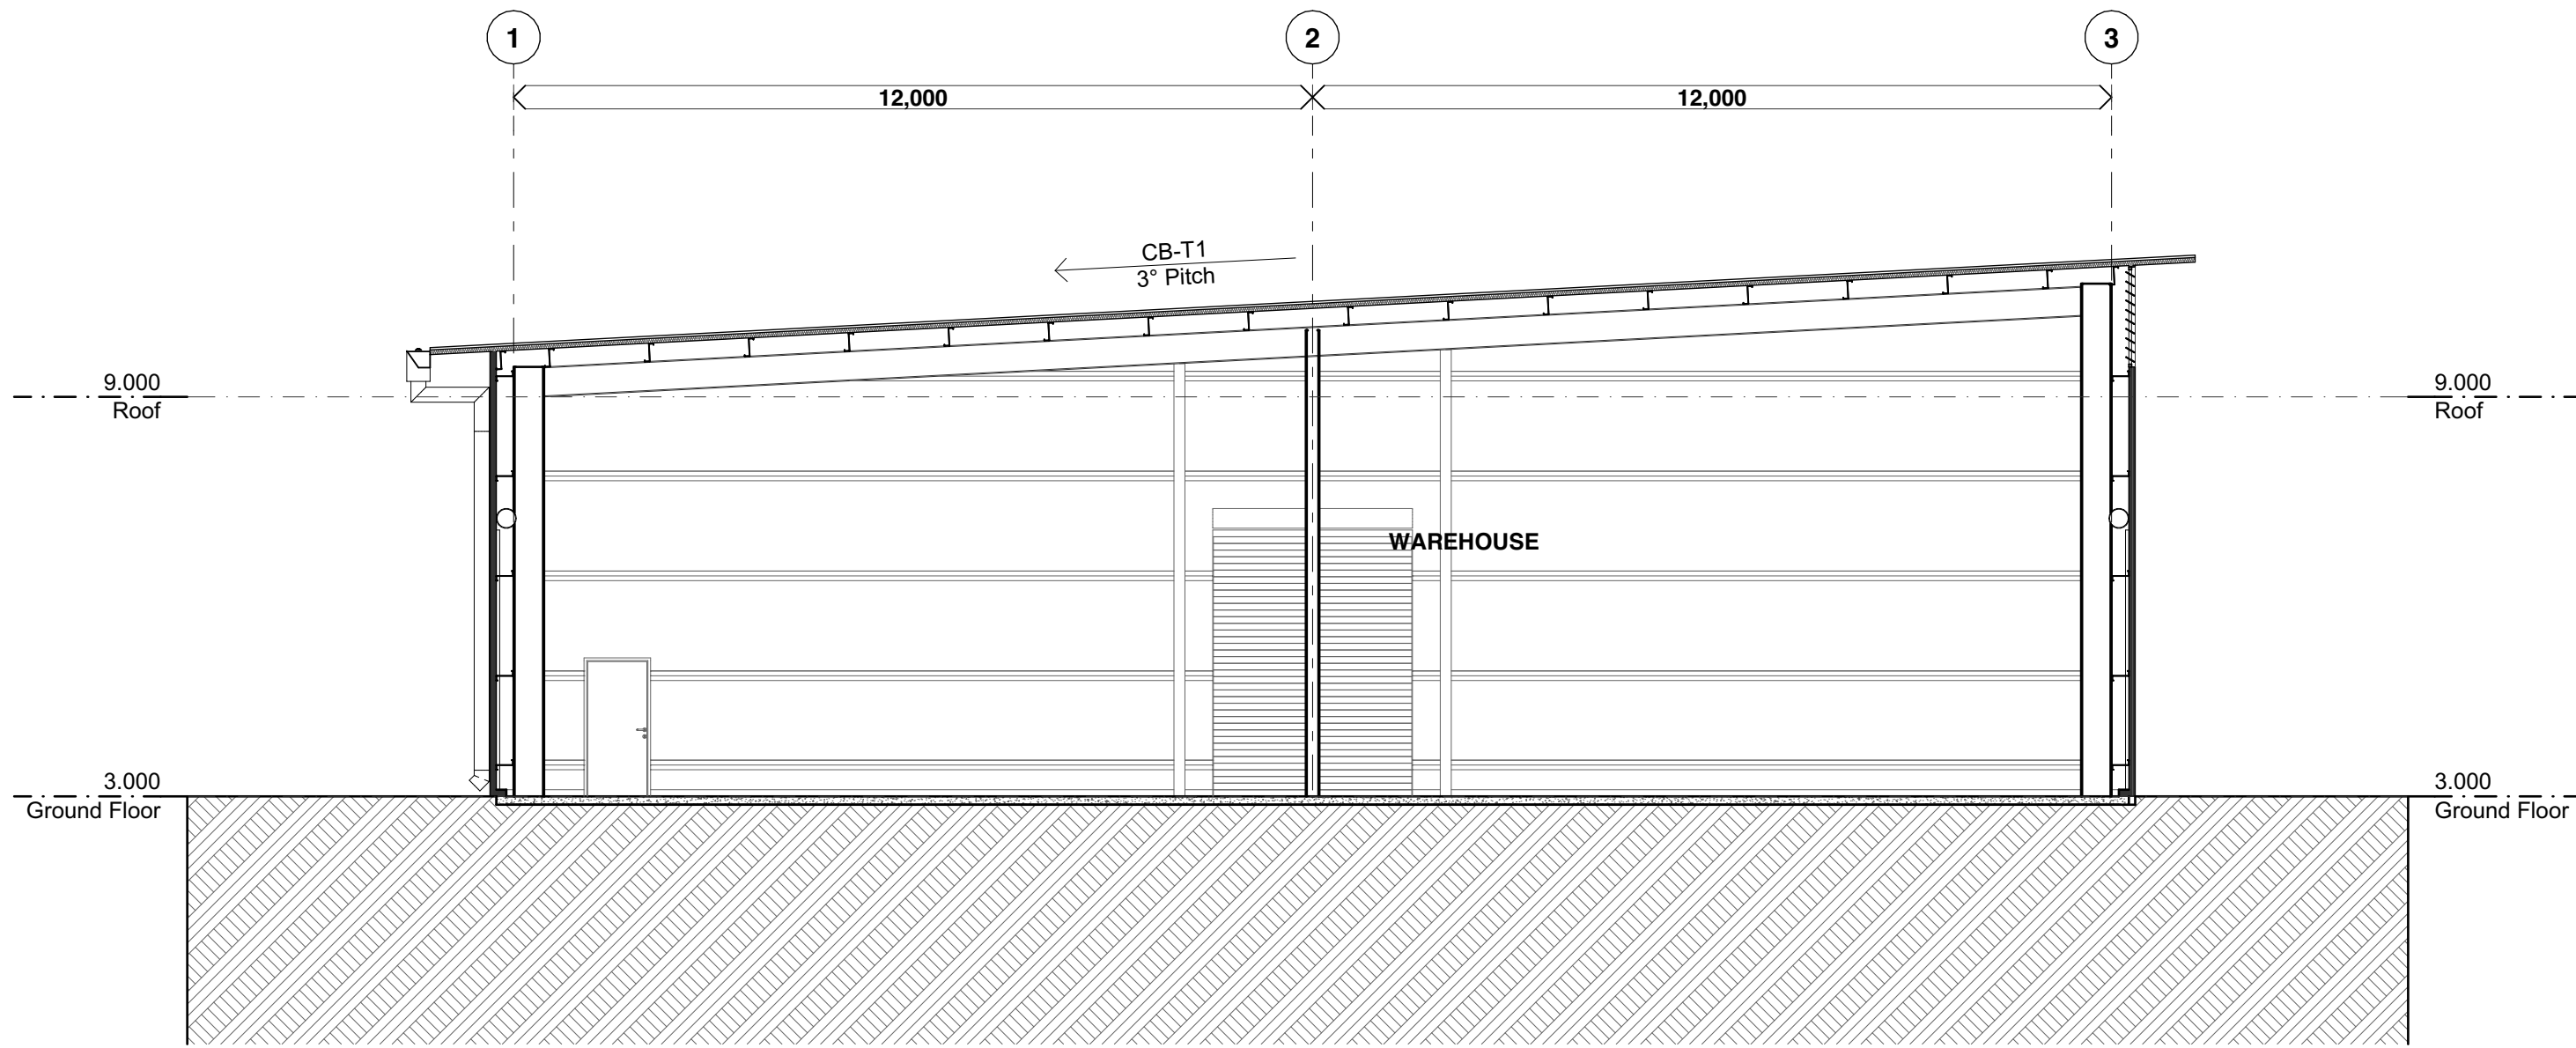 1
2
3
12,000
12,000
CB-T1
3° Pitch
9.000
Roof
9.000
Roof
WAREHOUSE
3.000
Ground Floor
3.000
Ground Floor